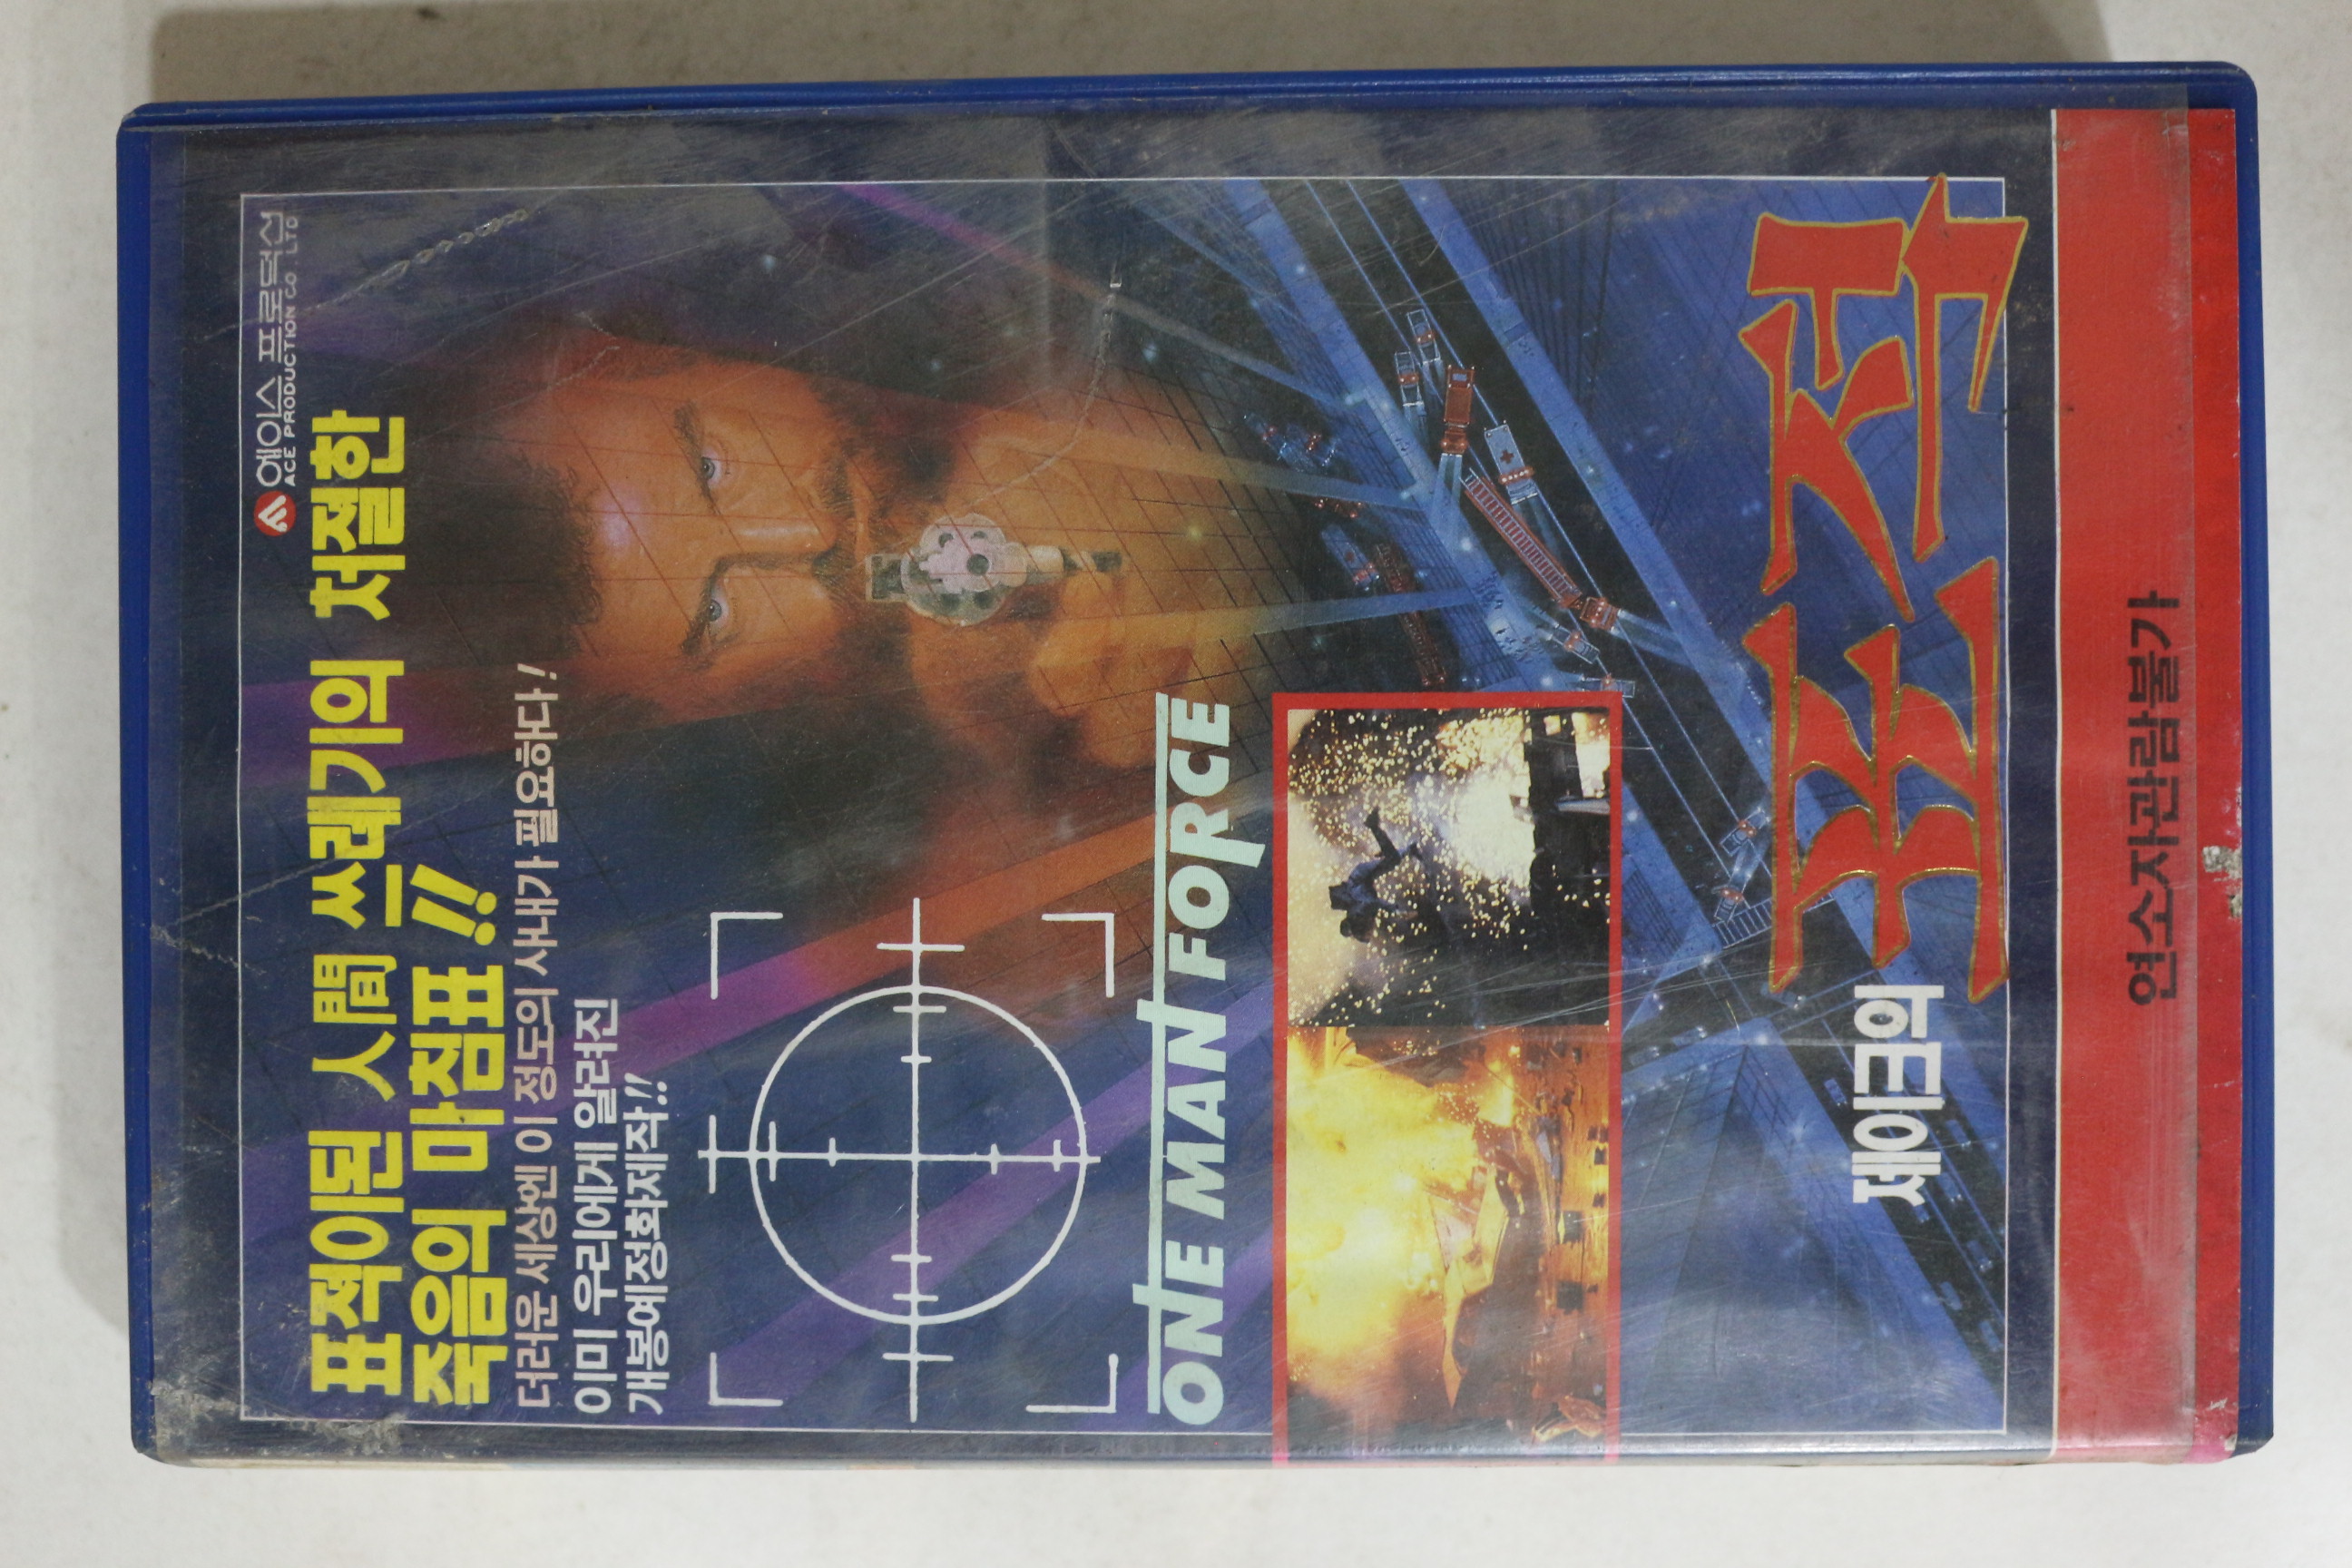 에이스 프로덕션
ACE PRODUCTION CO. LTD
표적이된 人間 쓰레기의 처절한
죽음의 마침표!!
더러운 세상엔 이 정도의 사내가 필요하다!
이미 우리에게 알려진
개봉예정화제작!!
ONE MAN FORCE
제이크의
표적
연소자관람불가